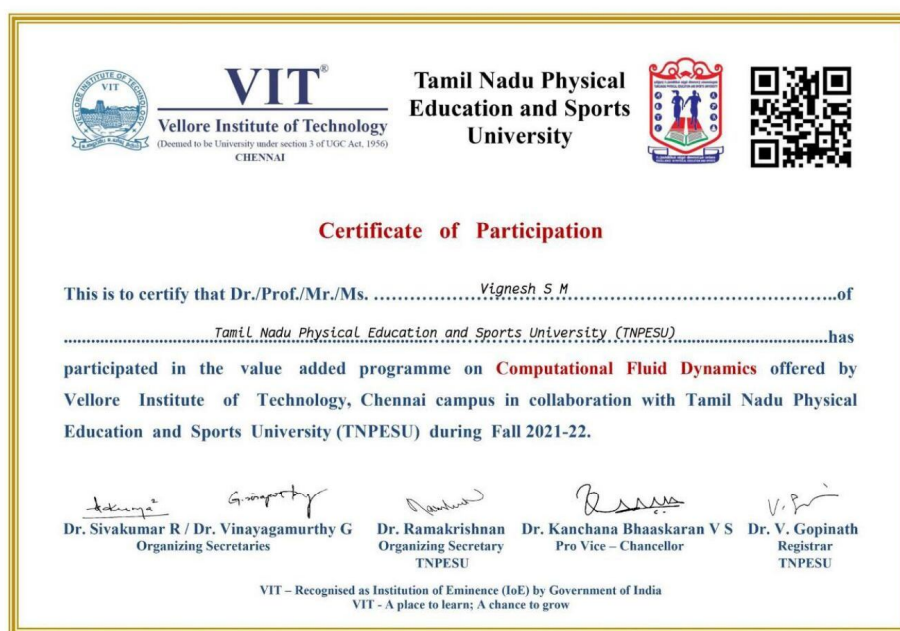 VELLORE INSTITUTE OF TECHNOLOGY
VIT
VIT®
Vellore Institute of Technology
(Deemed to be University under section 3 of UGC Act, 1956)
CHENNAI
Tamil Nadu Physical
Education and Sports
University
Certificate of Participation
This is to certify that Dr./Prof./Mr./Ms. ....................Vignesh S M..................................................of
..............................Tamil Nadu Physical Education and Sports University (TNPESU)..............................has
participated in the value added programme on Computational Fluid Dynamics offered by
Vellore Institute of Technology, Chennai campus in collaboration with Tamil Nadu Physical
Education and Sports University (TNPESU) during Fall 2021-22.
Dr. Sivakumar R / Dr. Vinayagamurthy G
Organizing Secretaries
Dr. Ramakrishnan
Organizing Secretary
TNPESU
Dr. Kanchana Bhaaskaran V S
Pro Vice – Chancellor
Dr. V. Gopinath
Registrar
TNPESU
VIT – Recognised as Institution of Eminence (IoE) by Government of India
VIT - A place to learn; A chance to grow